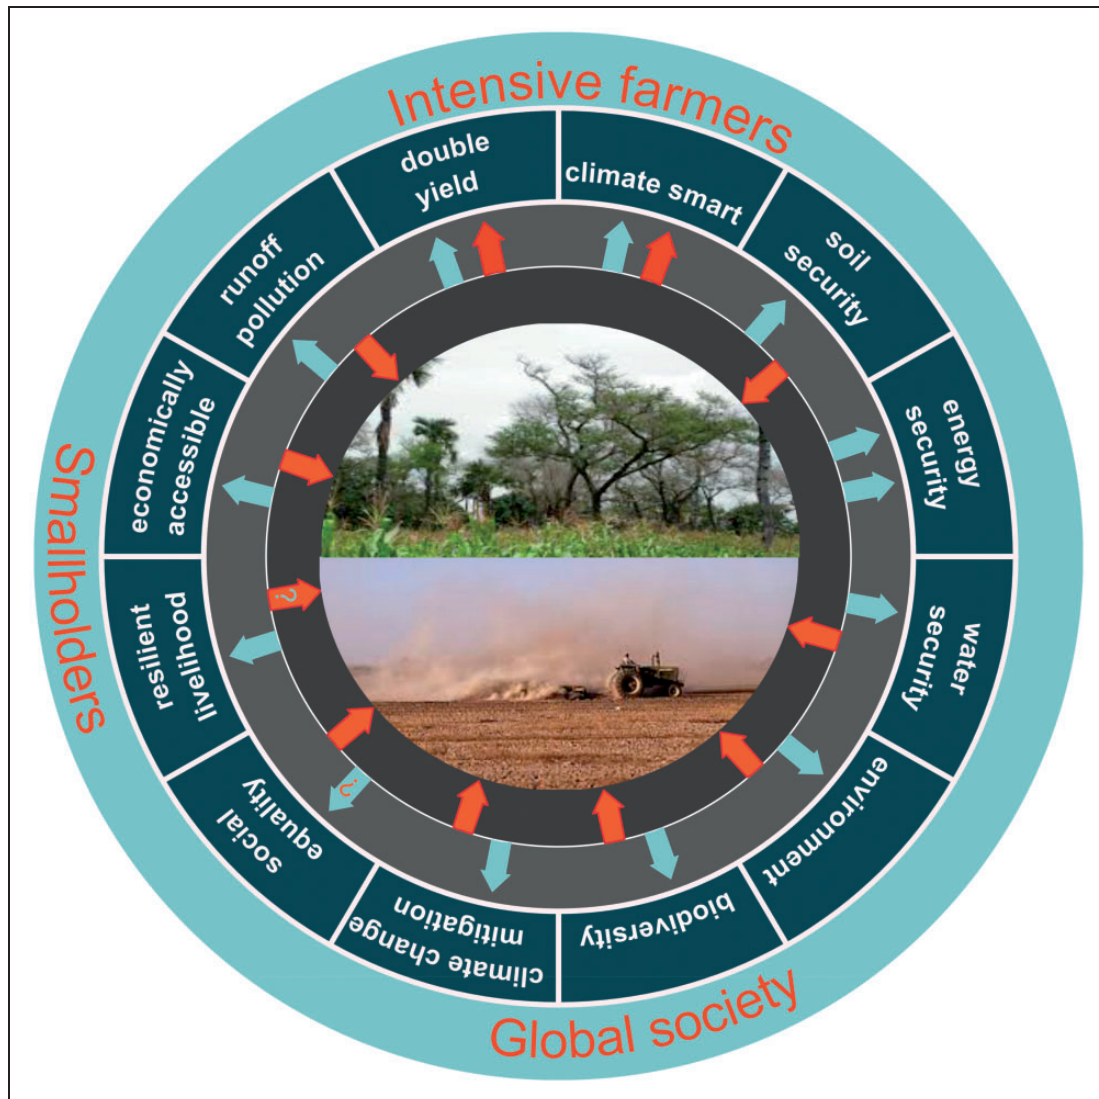 Intensive farmers
double
yield
climate smart
soil
security
energy
security
water
security
environment
biodiversity
climate change
mitigation
social
equality
resilient
livelihood
economically
accessible
runoff
pollution
Smallholders
Global society
?
?